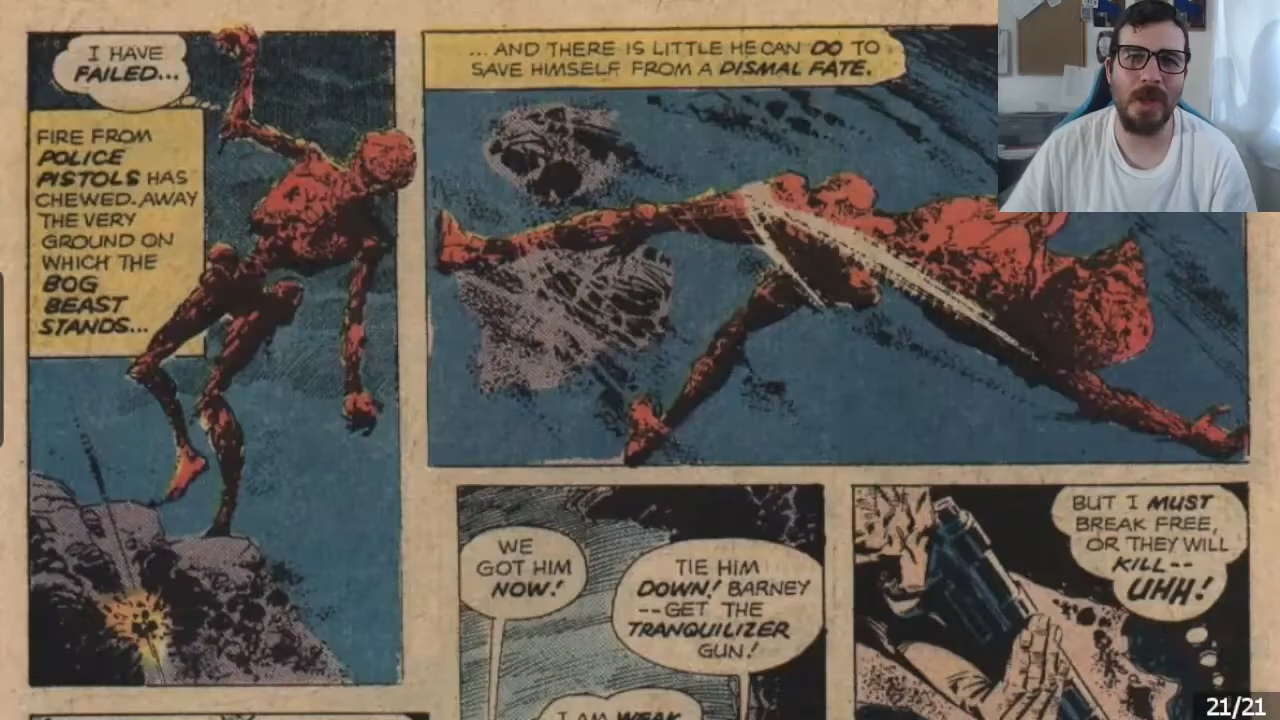 I HAVE
FAILED...
FIRE FROM
POLICE
PISTOLS HAS
CHEWED AWAY
THE VERY
GROUND ON
WHICH THE
BOG
BEAST
STANDS...
... AND THERE IS LITTLE HE CAN DO TO
SAVE HIMSELF FROM A DISMAL FATE.
WE
GOT HIM
NOW!
TIE HIM
DOWN! BARNEY
--GET THE
TRANQUILIZER
GUN!
I AM WEAK
BUT I MUST
BREAK FREE,
OR THEY WILL
KILL--
UHH!
21/21